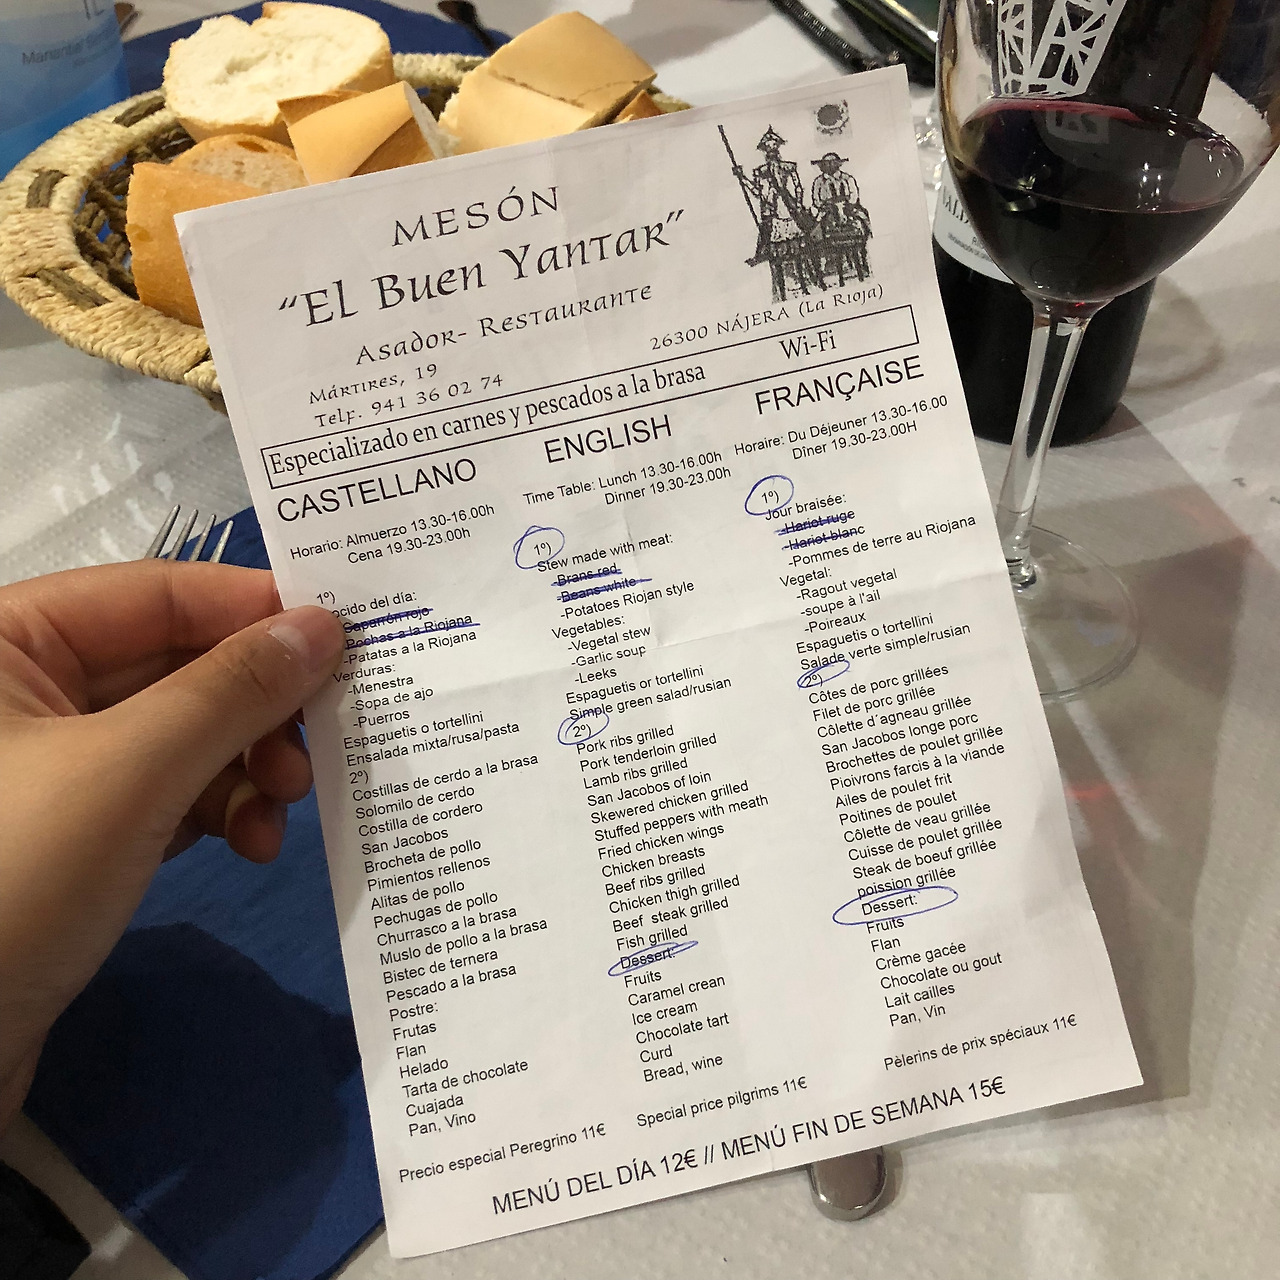 MESÓN
"EL BUEN YANTAR"
ASADOR- RESTAURANTE
MÁRTIRES, 19
TELF. 941 36 02 74
26300 NÁJERA (LA RIOJA)
Especializado en carnes y pescados a la brasa Wi-Fi
CASTELLANO
Horario: Almuerzo 13.30-16.00h
Cena 19.30-23.00h
1º)
ocido del día:
Caparrón rojo
Pochas a la Riojana
-Patatas a la Riojana
Verduras:
-Menestra
-Sopa de ajo
-Puerros
Espaguetis o tortellini
Ensalada mixta/rusa/pasta
2º)
Costillas de cerdo a la brasa
Solomilo de cerdo
Costilla de cordero
San Jacobos
Brocheta de pollo
Pimientos rellenos
Alitas de pollo
Pechugas de pollo
Churrasco a la brasa
Muslo de pollo a la brasa
Bistec de ternera
Pescado a la brasa
Postre:
Frutas
Flan
Helado
Tarta de chocolate
Cuajada
Pan, Vino
Precio especial Peregrino 11€
ENGLISH
Time Table: Lunch 13.30-16.00h
Dinner 19.30-23.00h
1º)
Stew made with meat:
-Brans red
-Beans white
-Potatoes Riojan style
Vegetables:
-Vegetal stew
-Garlic soup
-Leeks
Espaguetis or tortellini
Simple green salad/rusian
2º)
Pork ribs grilled
Pork tenderloin grilled
Lamb ribs grilled
San Jacobos of loin
Skewered chicken grilled
Stuffed peppers with meath
Fried chicken wings
Chicken breasts
Beef ribs grilled
Chicken thigh grilled
Beef steak grilled
Fish grilled
Dessert:
Fruits
Caramel crean
Ice cream
Chocolate tart
Curd
Bread, wine
Special price pilgrims 11€
FRANÇAISE
Horaire: Du Déjeuner 13.30-16.00
Dîner 19.30-23.00H
1º)
Jour braisée:
-Hariot ruge
-Hariot blanc
-Pommes de terre au Riojana
Vegetal:
-Ragout vegetal
-soupe à l'ail
-Poireaux
Espaguetis o tortellini
Salade verte simple/rusian
2º)
Côtes de porc grillées
Filet de porc grillée
Côlette d´agneau grillée
San Jacobos longe porc
Brochettes de poulet grillée
Pioivrons farcis à la viande
Ailes de poulet frit
Poitines de poulet
Côlette de veau grillée
Cuisse de poulet grillée
Steak de boeuf grillée
poission grillée
Dessert:
Fruits
Flan
Crème gacée
Chocolate ou gout
Lait cailles
Pan, Vin
Pèlerins de prix spéciaux 11€
MENÚ DEL DÍA 12€ // MENÚ FIN DE SEMANA 15€